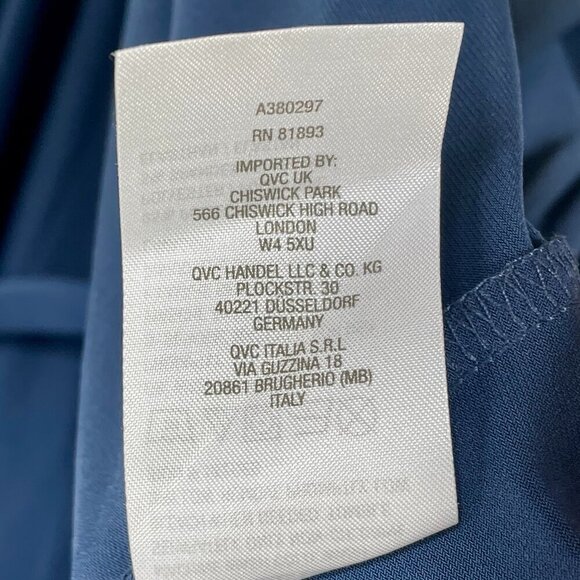 A380297
RN 81893
IMPORTED BY:
QVC UK
CHISWICK PARK
566 CHISWICK HIGH ROAD
LONDON
W4 5XU
QVC HANDEL LLC & CO. KG
PLOCKSTR. 30
40221 DUSSELDORF
GERMANY
QVC ITALIA S.R.L
VIA GUZZINA 18
20861 BRUGHERIO (MB)
ITALY